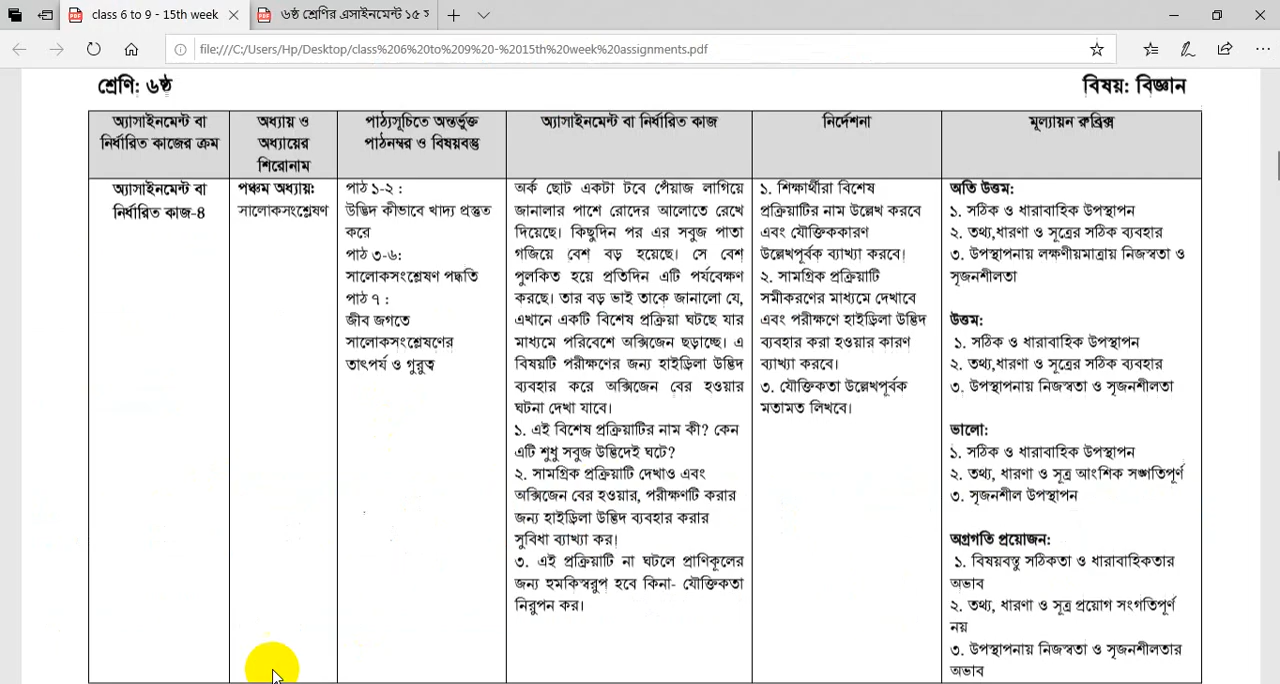 class 6 to 9 - 15th week
৬ষ্ঠ শ্রেণির এসাইনমেন্ট ১৫ স
file:///C:/Users/Hp/Desktop/class%206%20to%209%20-%2015th%20week%20assignments.pdf
শ্রেণি: ৬ষ্ঠ
বিষয়: বিজ্ঞান
অ্যাসাইনমেন্ট বা
নির্ধারিত কাজের ক্রম
অধ্যায় ও
অধ্যায়ের
শিরোনাম
পাঠ্যসূচিতে অন্তর্ভুক্ত
পাঠনম্বর ও বিষয়বস্তু
অ্যাসাইনমেন্ট বা নির্ধারিত কাজ
নির্দেশনা
মূল্যায়ন রুব্রিক্স
অ্যাসাইনমেন্ট বা
নির্ধারিত কাজ-৪
পঞ্চম অধ্যায়:
সালোকসংশ্লেষণ
পাঠ ১-২ :
উদ্ভিদ কীভাবে খাদ্য প্রস্তুত
করে
পাঠ ৩-৬:
সালোকসংশ্লেষণ পদ্ধতি
পাঠ ৭ :
জীব জগতে
সালোকসংশ্লেষণের
তাৎপর্য ও গুরুত্ব
অর্ক ছোট একটা টবে পেঁয়াজ লাগিয়ে
জানালার পাশে রোদের আলোতে রেখে
দিয়েছে। কিছুদিন পর এর সবুজ পাতা
গজিয়ে বেশ বড় হয়েছে। সে বেশ
পুলকিত হয়ে প্রতিদিন এটি পর্যবেক্ষণ
করছে। তার বড় ভাই তাকে জানালো যে,
এখানে একটি বিশেষ প্রক্রিয়া ঘটছে যার
মাধ্যমে পরিবেশে অক্সিজেন ছড়াচ্ছে। এ
বিষয়টি পরীক্ষণের জন্য হাইড্রিলা উদ্ভিদ
ব্যবহার করে অক্সিজেন বের হওয়ার
ঘটনা দেখা যাবে।
১. এই বিশেষ প্রক্রিয়াটির নাম কী? কেন
এটি শুধু সবুজ উদ্ভিদেই ঘটে?
২. সামগ্রিক প্রক্রিয়াটি দেখাও এবং
অক্সিজেন বের হওয়ার, পরীক্ষণটি করার
জন্য হাইড্রিলা উদ্ভিদ ব্যবহার করার
সুবিধা ব্যাখ্যা কর।
৩. এই প্রক্রিয়াটি না ঘটলে প্রাণিকূলের
জন্য হুমকিস্বরুপ হবে কিনা- যৌক্তিকতা
নিরুপন কর।
১. শিক্ষার্থীরা বিশেষ
প্রক্রিয়াটির নাম উল্লেখ করবে
এবং যৌক্তিককারণ
উল্লেখপূর্বক ব্যাখ্যা করবে।
২. সামগ্রিক প্রক্রিয়াটি
সমীকরণের মাধ্যমে দেখাবে
এবং পরীক্ষণে হাইড্রিলা উদ্ভিদ
ব্যবহার করা হওয়ার কারণ
ব্যাখ্যা করবে।
৩. যৌক্তিকতা উল্লেখপূর্বক
মতামত লিখবে।
অতি উত্তম:
১. সঠিক ও ধারাবাহিক উপস্থাপন
২. তথ্য,ধারণা ও সূত্রের সঠিক ব্যবহার
৩. উপস্থাপনায় লক্ষণীয়মাত্রায় নিজস্বতা ও
সৃজনশীলতা
উত্তম:
১. সঠিক ও ধারাবাহিক উপস্থাপন
২. তথ্য,ধারণা ও সূত্রের সঠিক ব্যবহার
৩. উপস্থাপনায় নিজস্বতা ও সৃজনশীলতা
ভালো:
১. সঠিক ও ধারাবাহিক উপস্থাপন
২. তথ্য, ধারণা ও সূত্র আংশিক সঙ্গতিপূর্ণ
৩. সৃজনশীল উপস্থাপন
অগ্রগতি প্রয়োজন:
১. বিষয়বস্তু সঠিকতা ও ধারাবাহিকতার
অভাব
২. তথ্য, ধারণা ও সূত্র প্রয়োগ সংগতিপূর্ণ
নয়
৩. উপস্থাপনায় নিজস্বতা ও সৃজনশীলতার
অভাব